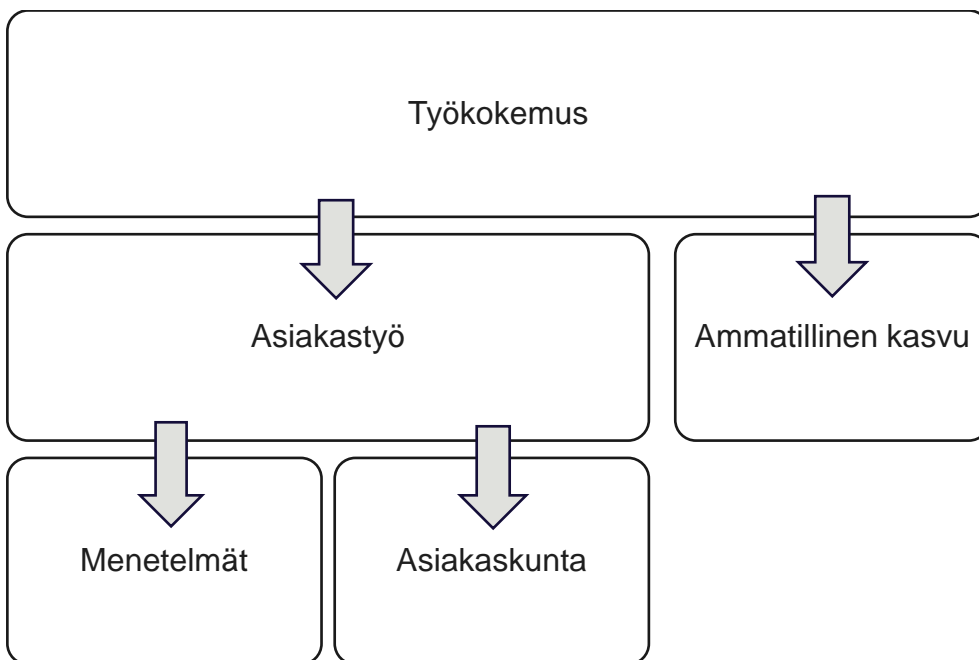 Työkokemus
Asiakastyö
Ammatillinen kasvu
Menetelmät
Asiakaskunta